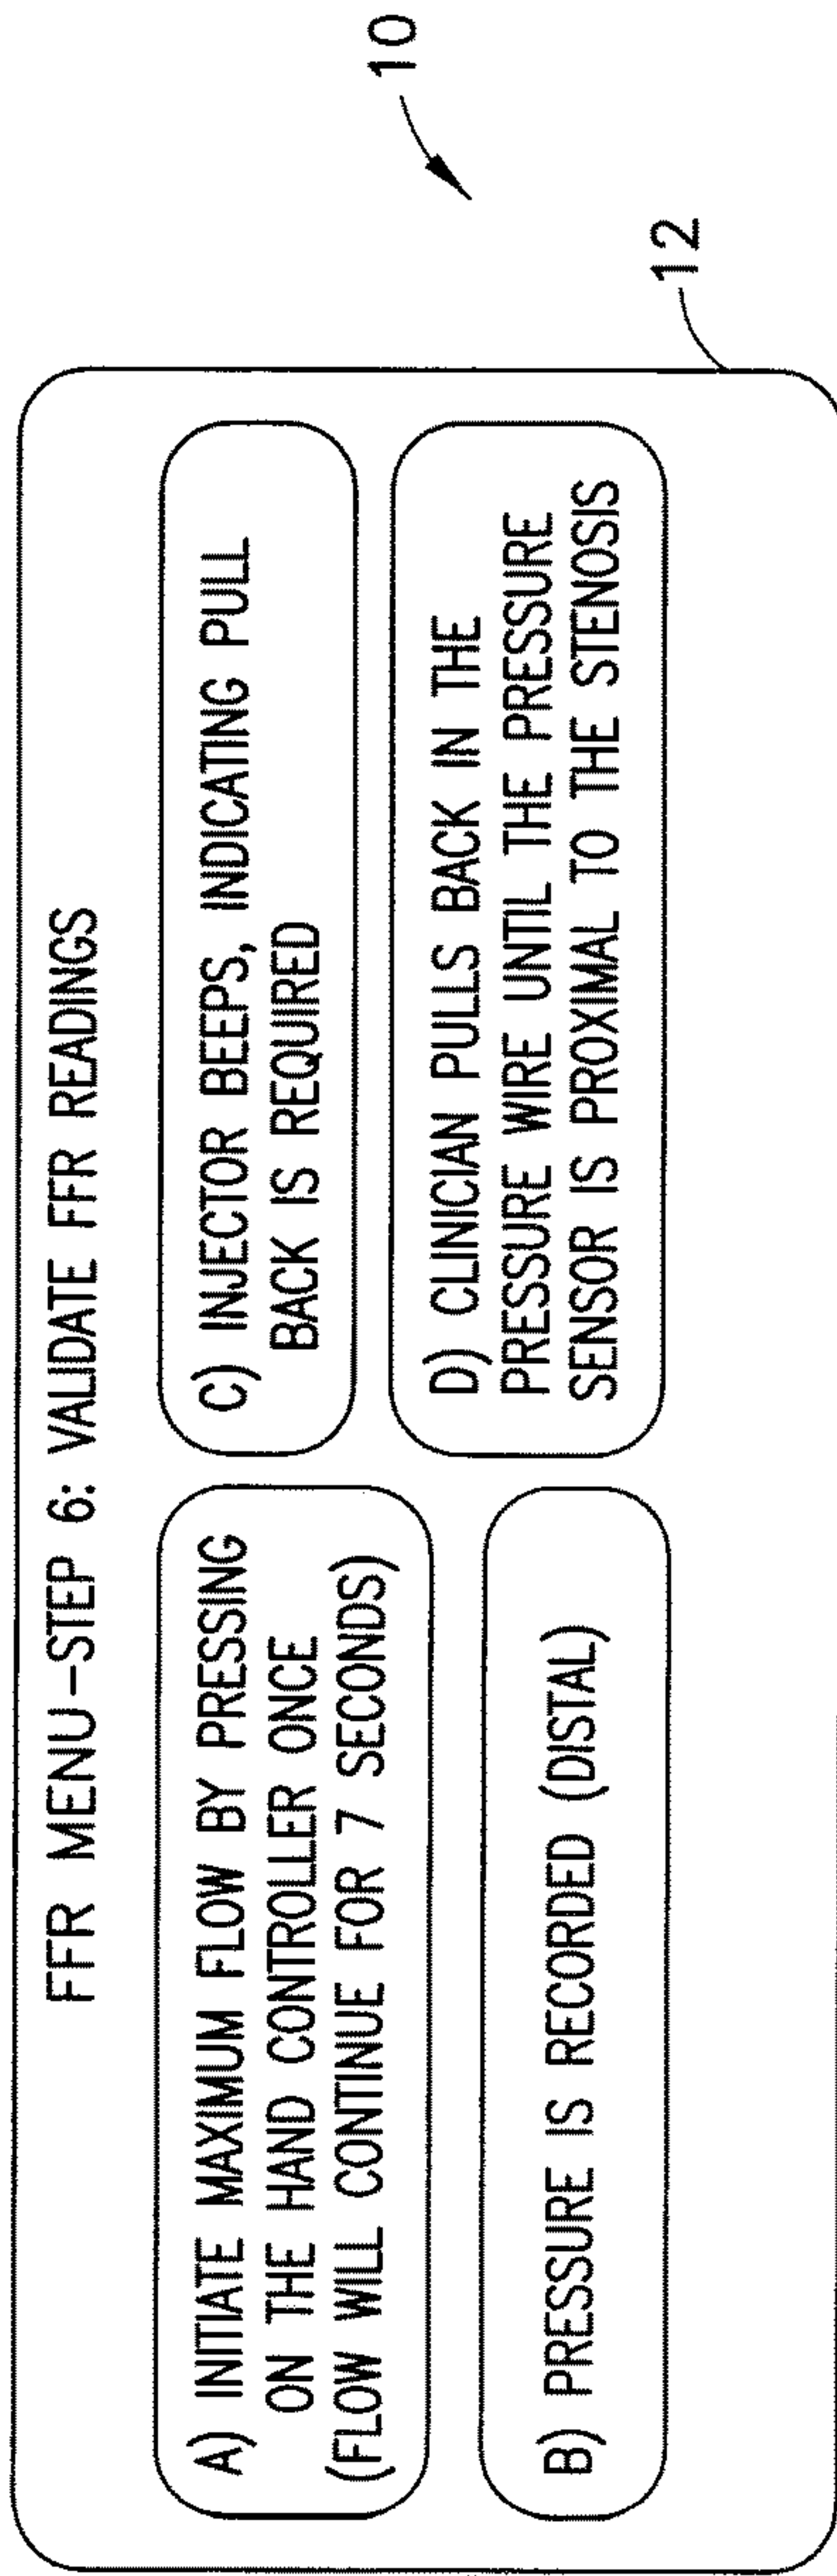 FFR MENU-STEP 6: VALIDATE FFR READINGS
A) INITIATE MAXIMUM FLOW BY PRESSING
ON THE HAND CONTROLLER ONCE
(FLOW WILL CONTINUE FOR 7 SECONDS)
B) PRESSURE IS RECORDED (DISTAL)
C) INJECTOR BEEPS, INDICATING PULL
BACK IS REQUIRED
D) CLINICIAN PULLS BACK IN THE
PRESSURE WIRE UNTIL THE PRESSURE
SENSOR IS PROXIMAL TO THE STENOSIS
12
10